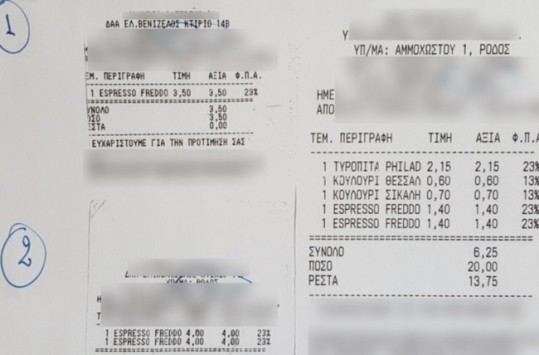 1
ΔΑΑ ΕΛ.ΒΕΝΙΖΕΛΟΣ ΚΤΙΡΙΟ 14Β
ΕΜ. ΠΕΡΙΓΡΑΦΗ ΤΙΜΗ ΑΞΙΑ Φ.Π.Α.
1 ESPRESSO FREDDO 3,50 3,50 23%
ΥΝΟΛΟ 3,50
ΟΣΟ 3,50
ΕΣΤΑ 0,00
ΕΥΧΑΡΙΣΤΟΥΜΕ ΓΙΑ ΤΗΝ ΠΡΟΤΙΜΗΣΗ ΣΑΣ
2
1 ESPRESSO FREDDO 4,00 4,00 23%
1 ESPRESSO FREDDO 4,00 4,00 23%
Υ
ΥΠ/ΜΑ: ΑΜΜΟΧΩΣΤΟΥ 1, ΡΟΔΟΣ
ΗΜΕ
ΑΠΟ
ΤΕΜ. ΠΕΡΙΓΡΑΦΗ ΤΙΜΗ ΑΞΙΑ Φ.Π.Α
1 ΤΥΡΟΠΙΤΑ PHILAD 2,15 2,15 23%
1 ΚΟΥΛΟΥΡΙ ΘΕΣΣΑΛ 0,60 0,60 13%
1 ΚΟΥΛΟΥΡΙ ΣΙΚΑΛΗ 0,70 0,70 13%
1 ESPRESSO FREDDO 1,40 1,40 23%
1 ESPRESSO FREDDO 1,40 1,40 23%
ΣΥΝΟΛΟ 6,25
ΠΟΣΟ 20,00
ΡΕΣΤΑ 13,75